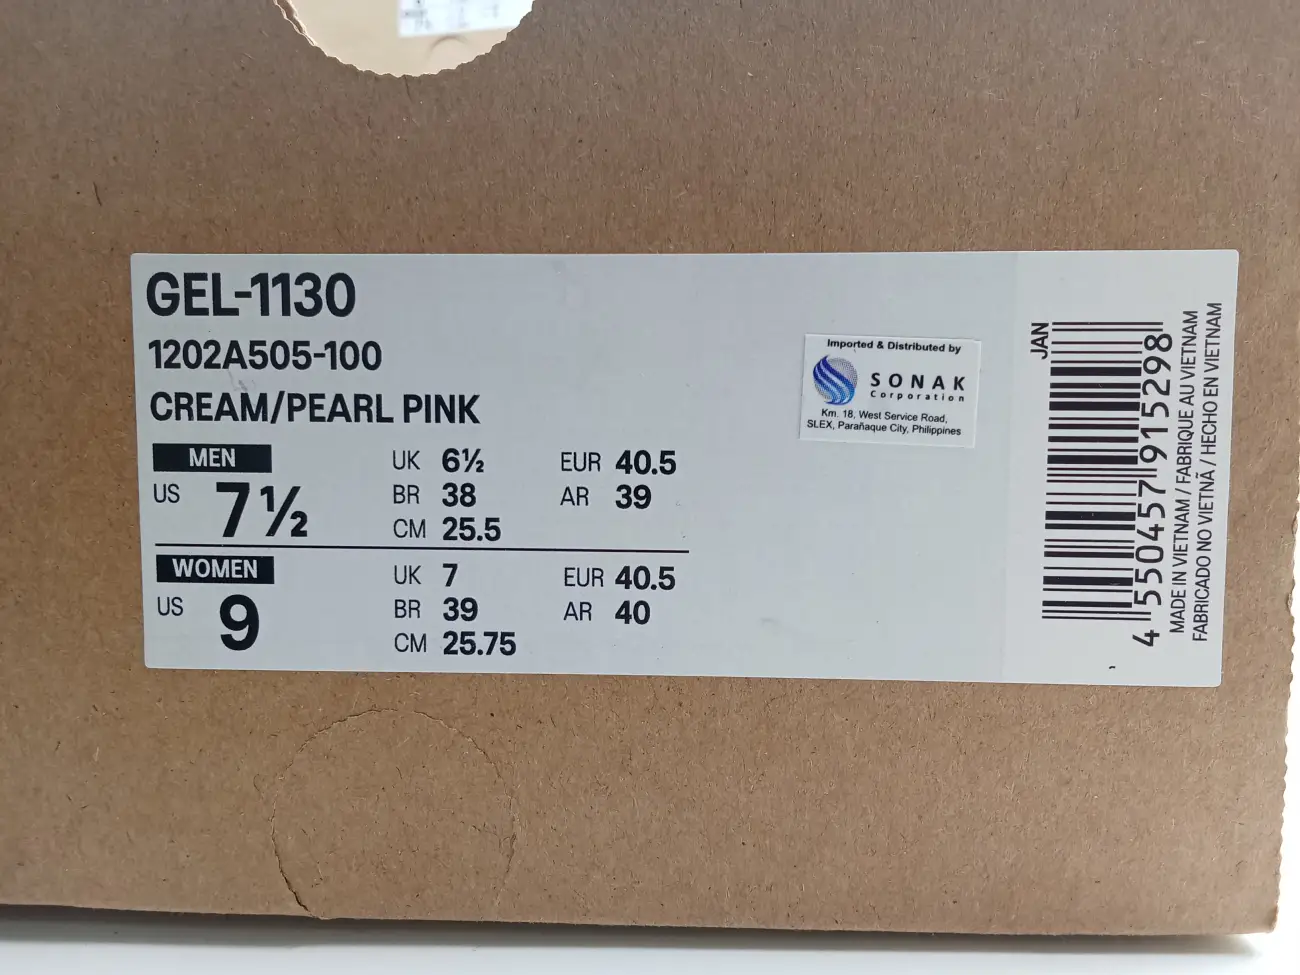 GEL-1130
1202A505-100
CREAM/PEARL PINK
MEN
US 7½
UK 6½
BR 38
CM 25.5
EUR 40.5
AR 39
WOMEN
US 9
UK 7
BR 39
CM 25.75
EUR 40.5
AR 40
Imported & Distributed by
SONAK
Corporation
Km. 18, West Service Road,
SLEX, Parañaque City, Philippines
JAN
4 550457 915298
MADE IN VIETNAM / FABRIQUE AU VIETNAM
FABRICADO NO VIETNÃ / HECHO EN VIETNAM